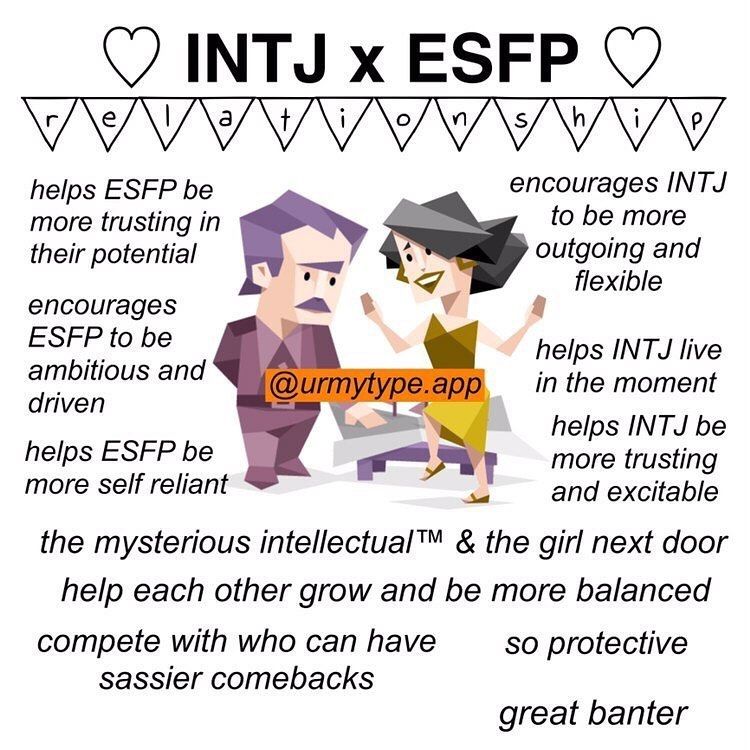 ♡ INTJ x ESFP ♡
relationship
helps ESFP be
more trusting in
their potential
encourages
ESFP to be
ambitious and
driven
helps ESFP be
more self reliant
encourages INTJ
to be more
outgoing and
flexible
helps INTJ live
in the moment
helps INTJ be
more trusting
and excitable
@urmytype.app
the mysterious intellectual™ & the girl next door
help each other grow and be more balanced
compete with who can have
sassier comebacks
so protective
great banter